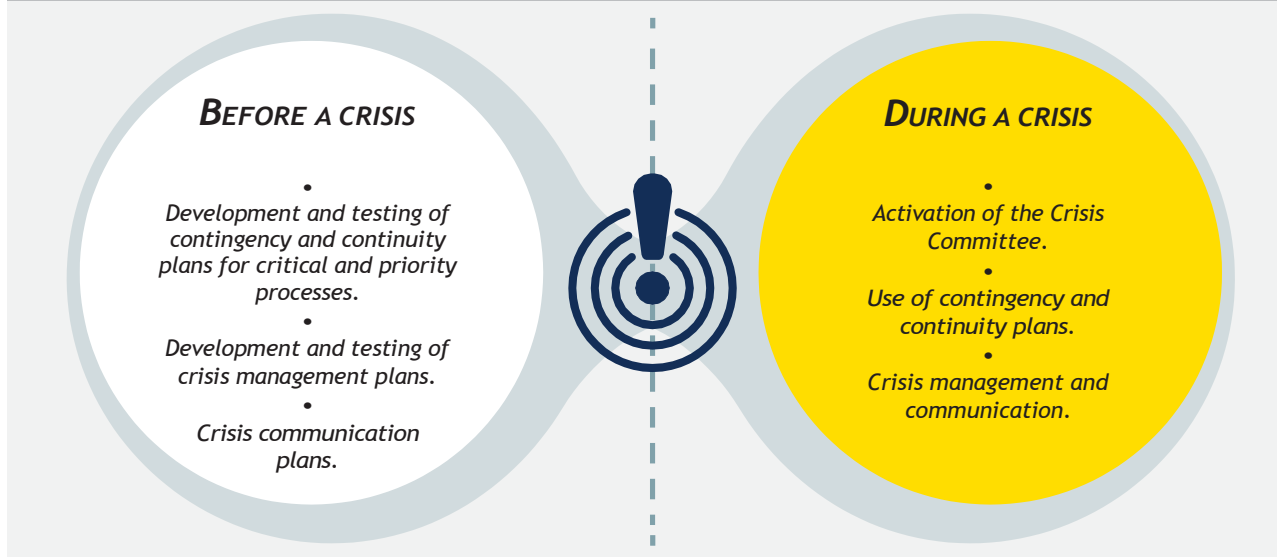 BEFORE A CRISIS
•
Development and testing of
contingency and continuity
plans for critical and priority
processes.
•
Development and testing of
crisis management plans.
•
Crisis communication
plans.
DURING A CRISIS
•
Activation of the Crisis
Committee.
•
Use of contingency and
continuity plans.
•
Crisis management and
communication.